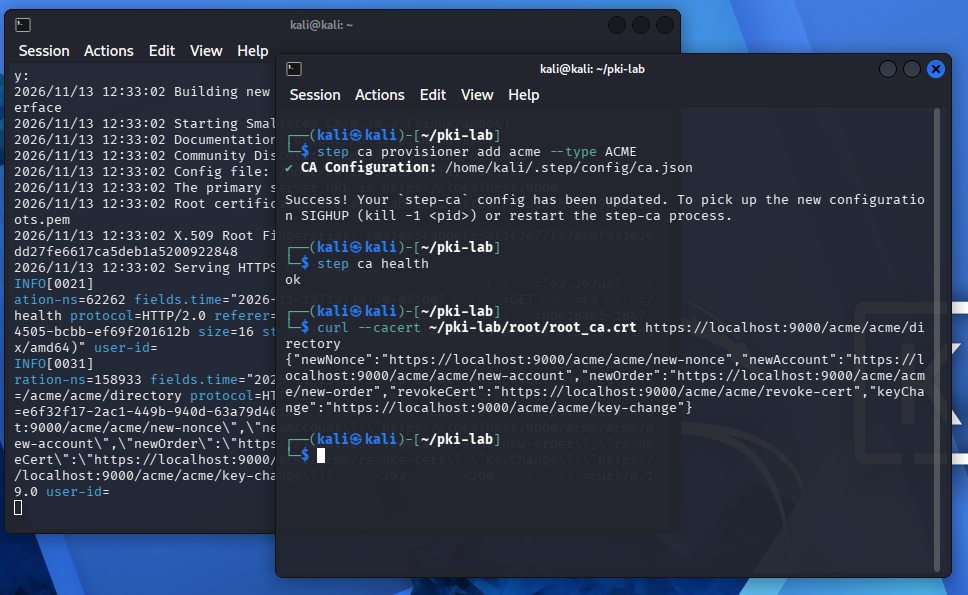 kali@kali: ~
Session Actions Edit View Help
y:
2026/11/13 12:33:02 Building new
erface
2026/11/13 12:33:02 Starting Smal
2026/11/13 12:33:02 Documentation
2026/11/13 12:33:02 Community Dis
2026/11/13 12:33:02 Config file:
2026/11/13 12:33:02 The primary s
2026/11/13 12:33:02 Root certific
ots.pem
2026/11/13 12:33:02 X.509 Root Fi
dd27fe6617ca5deb1a5200922848
2026/11/13 12:33:02 Serving HTTPS
INFO[0021]
ation-ns=62262 fields.time="2026-
health protocol=HTTP/2.0 referer=
4505-bcbb-ef69f201612b size=16 st
x/amd64)" user-id=
INFO[0031]
ration-ns=158933 fields.time="202
=/acme/acme/directory protocol=HT
=e6f32f17-2ac1-449b-940d-63a79d40
t:9000/acme/acme/new-nonce\",\"ne
ew-account\",\"newOrder\":\"https
eCert\":\"https://localhost:9000/
/localhost:9000/acme/acme/key-cha
9.0 user-id=
kali@kali: ~/pki-lab
Session Actions Edit View Help
┌──(kali㉿kali)-[~/pki-lab]
└─$ step ca provisioner add acme --type ACME
✔ CA Configuration: /home/kali/.step/config/ca.json
Success! Your `step-ca` config has been updated. To pick up the new configuratio
n SIGHUP (kill -1 <pid>) or restart the step-ca process.
┌──(kali㉿kali)-[~/pki-lab]
└─$ step ca health
ok
┌──(kali㉿kali)-[~/pki-lab]
└─$ curl --cacert ~/pki-lab/root/root_ca.crt https://localhost:9000/acme/acme/di
rectory
{"newNonce":"https://localhost:9000/acme/acme/new-nonce","newAccount":"https://l
ocalhost:9000/acme/acme/new-account","newOrder":"https://localhost:9000/acme/acm
e/new-order","revokeCert":"https://localhost:9000/acme/acme/revoke-cert","keyCha
nge":"https://localhost:9000/acme/acme/key-change"}
┌──(kali㉿kali)-[~/pki-lab]
└─$